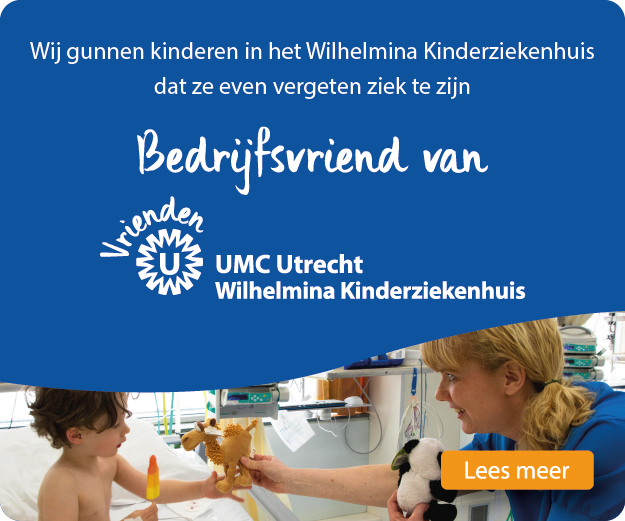 Wij gunnen kinderen in het Wilhelmina Kinderziekenhuis
dat ze even vergeten ziek te zijn
Bedrijfsvriend van
Vrienden
U
UMC Utrecht
Wilhelmina Kinderziekenhuis
Lees meer